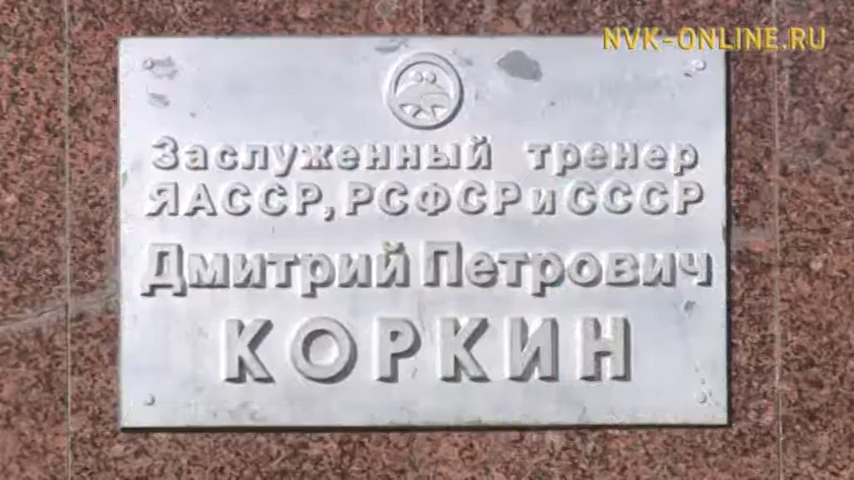 NVK-ONLINE.RU
Заслуженный тренер
ЯАССР, РСФСР и СССР
Дмитрий Петрович
КОРКИН